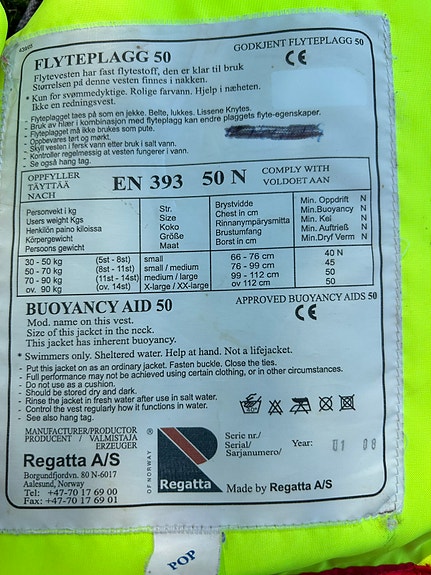 FLYTEPLAGG 50 GODKJENT FLYTEPLAGG 50
Flytevesten har fast flytestoff, den er klar til bruk CE
Størrelsen på denne vesten finnes i nakken.
* Kun for svømmedyktige. Rolige farvann. Hjelp i nærheten.
Ikke en redningsvest.
- Flyteplagget taes på som en jekke. Belte, lukkes. Lissene Knytes.
- Bruk av klær i kombinasjon med flyteplagg kan endre plaggets flyte-egenskaper.
- Flyteplagget må ikke brukes som pute.
- Oppbevares tørt og mørkt.
- Skyll vesten i fersk vann etter bruk i salt vann.
- Kontroller regelmessig at vesten fungerer i vann.
- Se også hang tag.
OPPFYLLER
TÄYTTÄÄ
NACH
EN 393 50 N
COMPLY WITH
VOLDOET AAN
Personvekt i kg Str. Brystvidde Min. Oppdrift N
Users weight Kgs Size Chest in cm Min.Buoyancy N
Henkilön paino kiloissa Koko Rinnanympärysmitta Min. Kei N
Körpergewicht Größe Brustumfang Min. Auftrieß N
Persoons gewicht Maat Borst in cm Min.Dryf Verm N
30 - 50 kg (5st - 8st) small 66 - 76 cm 40 N
50 - 70 kg (8st - 11st) small / medium 76 - 99 cm 45
70 - 90 kg (11st - 14st) medium / large 99 - 112 cm 50
ov. 90 kg (ov. 14st) X-large / XX-large ov 112 cm 50
BUOYANCY AID 50 APPROVED BUOYANCY AIDS 50
Mod. name on this vest. CE
Size of this jacket in the neck.
This jacket has inherent buoyancy.
* Swimmers only. Sheltered water. Help at hand. Not a lifejacket.
- Put this jacket on as an ordinary jacket. Fasten buckle. Close the ties.
- Full performance may not be achieved using certain clothing, or in other circumstances.
- Do not use as a cushion.
- Should be stored dry and dark.
- Rinse the jacket in fresh water after use in salt water.
- Control the vest regularly how it functions in water.
- See also hang tag.
MANUFACTURER/PRODUCTOR
PRODUCENT / VALMISTAJA
ERZEUGER
Regatta A/S
Borgundfjordvn. 80 N-6017
Aalesund, Norway
Tel: +47-70 17 69 00
Fax: +47-70 17 69 01
OF NORWAY
®
Regatta
Serie nr./
Serial/
Sarjanumero/
Year: 01 08
Made by Regatta A/S
POP